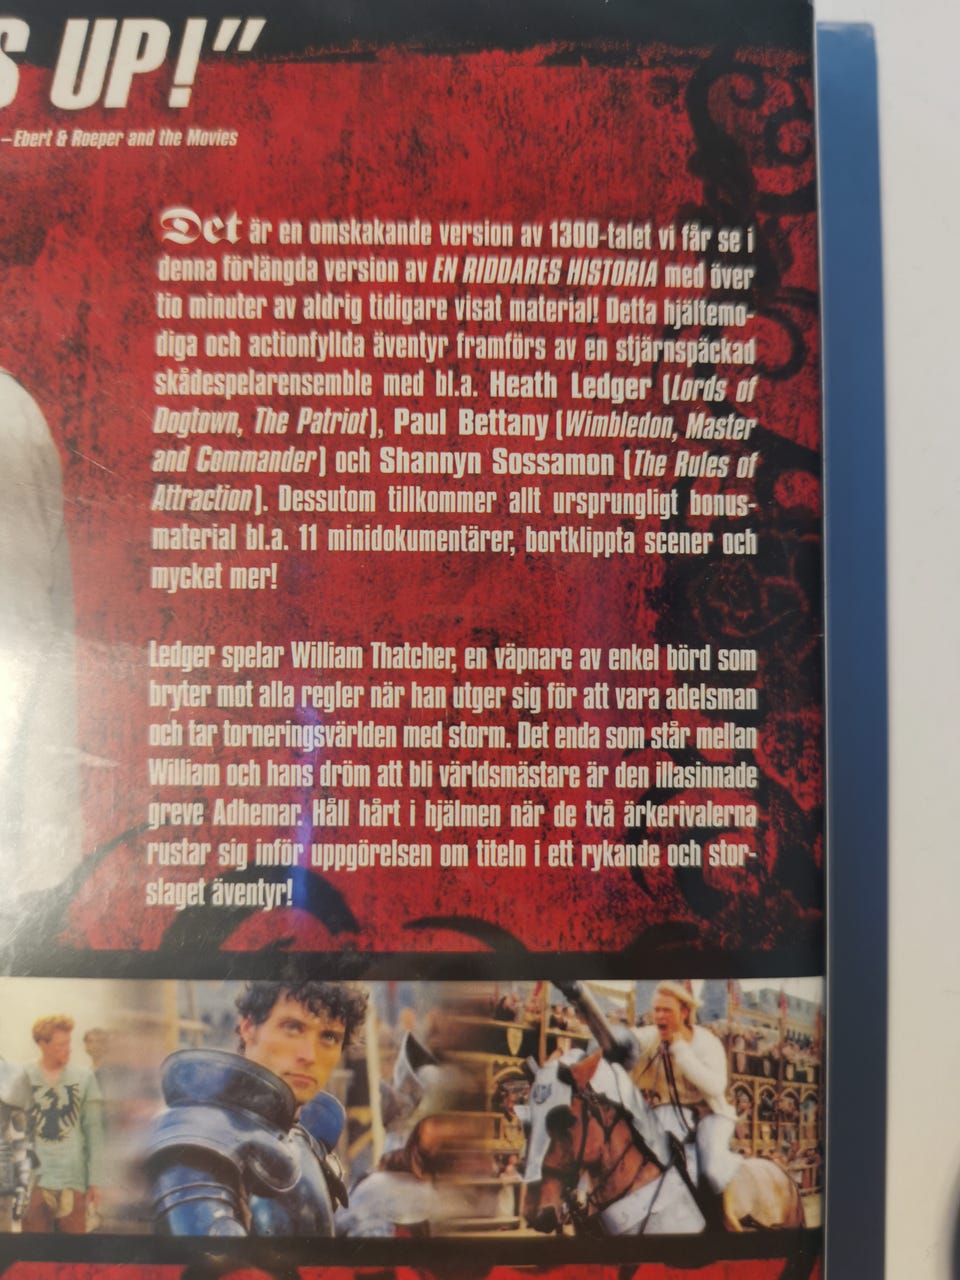 S UP!”
–Ebert & Roeper and the Movies
Det är en omskakande version av 1300-talet vi får se i
denna förlängda version av EN RIDDARES HISTORIA med över
tio minuter av aldrig tidigare visat material! Detta hjältemo-
diga och actionfyllda äventyr framförs av en stjärnspäckad
skådespelarensemble med bl.a. Heath Ledger (Lords of
Dogtown, The Patriot), Paul Bettany (Wimbledon, Master
and Commander) och Shannyn Sossamon (The Rules of
Attraction). Dessutom tillkommer allt ursprungligt bonus-
material bl.a. 11 minidokumentärer, bortklippta scener och
mycket mer!
Ledger spelar William Thatcher, en väpnare av enkel börd som
bryter mot alla regler när han utger sig för att vara adelsman
och tar torneringsvärlden med storm. Det enda som står mellan
William och hans dröm att bli världsmästare är den illasinnade
greve Adhemar. Håll hårt i hjälmen när de två ärkerivalerna
rustar sig inför uppgörelsen om titeln i ett rykande och stor-
slaget äventyr!